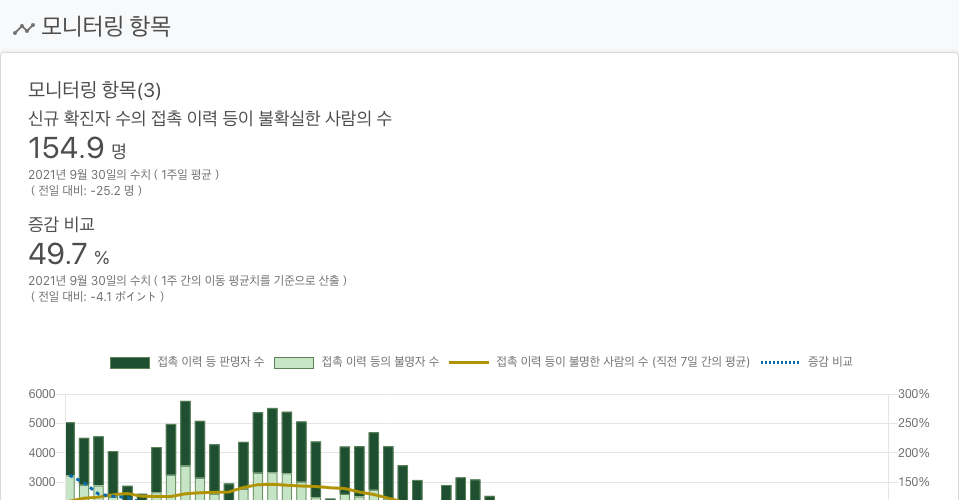 모니터링 항목
모니터링 항목(3)
신규 확진자 수의 접촉 이력 등이 불확실한 사람의 수
154.9 명
2021년 9월 30일의 수치 ( 1주일 평균 )
( 전일 대비: -25.2 명 )
증감 비교
49.7 %
2021년 9월 30일의 수치 ( 1주 간의 이동 평균치를 기준으로 산출 )
( 전일 대비: -4.1 ポイント )
접촉 이력 등 판명자 수 접촉 이력 등의 불명자 수 접촉 이력 등이 불명한 사람의 수 (직전 7일 간의 평균) 증감 비교
6000 300%
5000 250%
4000 200%
3000 150%